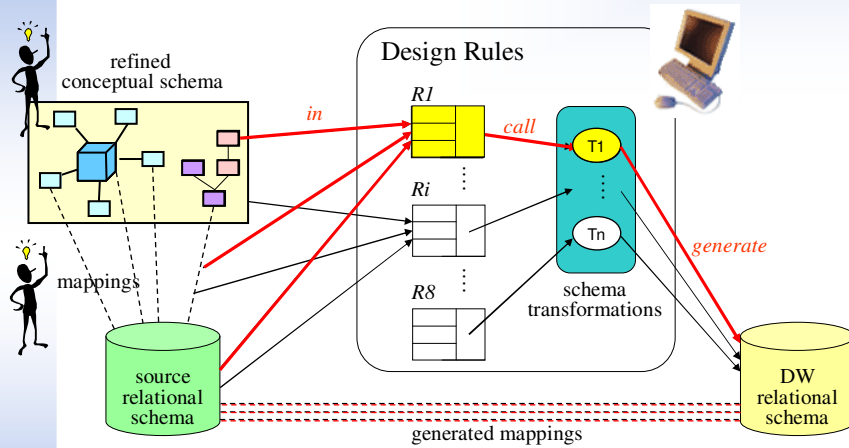 refined
conceptual schema
Design Rules
R1
in
call
T1
Ri
Tn
mappings
generate
R8
schema
transformations
source
relational
schema
DW
relational
schema
generated mappings